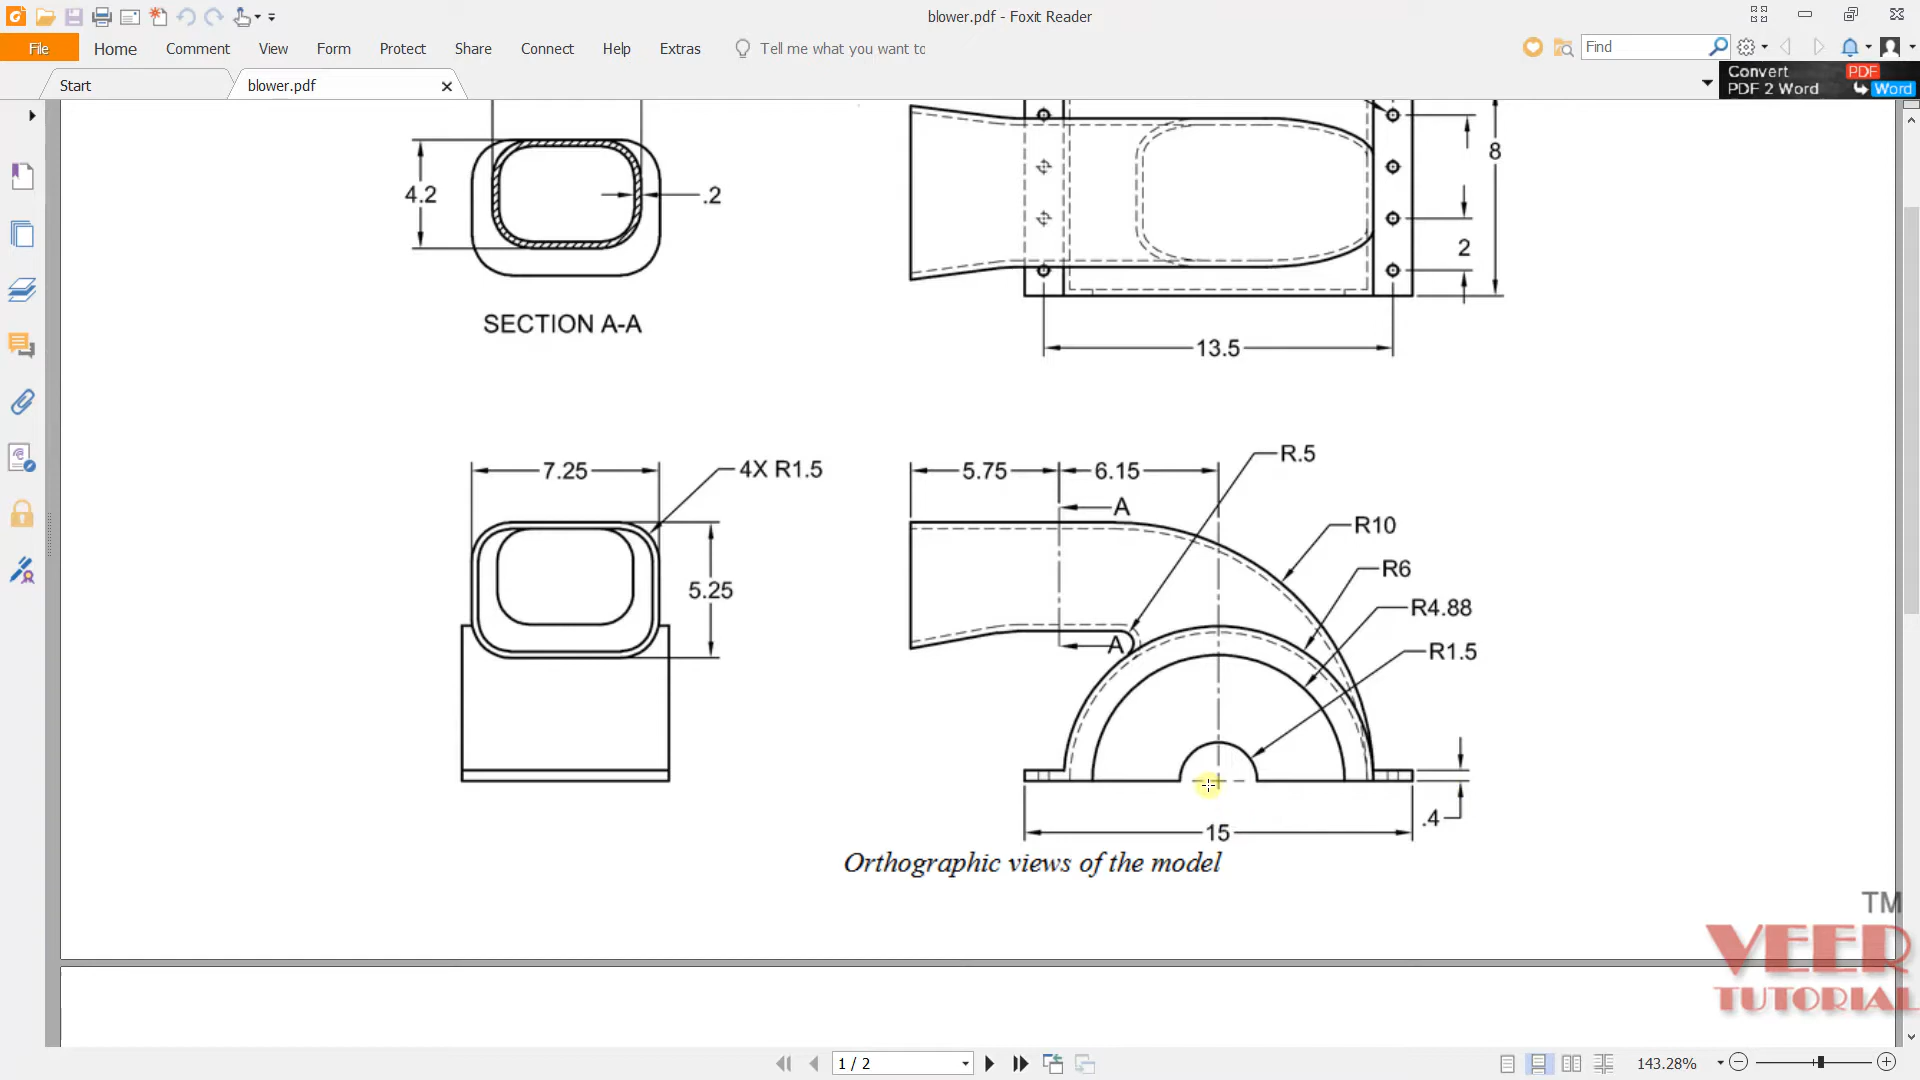 blower.pdf - Foxit Reader
File Home Comment View Form Protect Share Connect Help Extras Tell me what you want to Find
Start blower.pdf
Convert PDF
PDF 2 Word Word
4.2 .2
8
2
SECTION A-A
13.5
7.25 4X R1.5
5.25
5.75 6.15 R.5
A
R10
R6
R4.88
A R1.5
.4
15
Orthographic views of the model
TM
VEER
TUTORIAL
1 / 2
143.28%